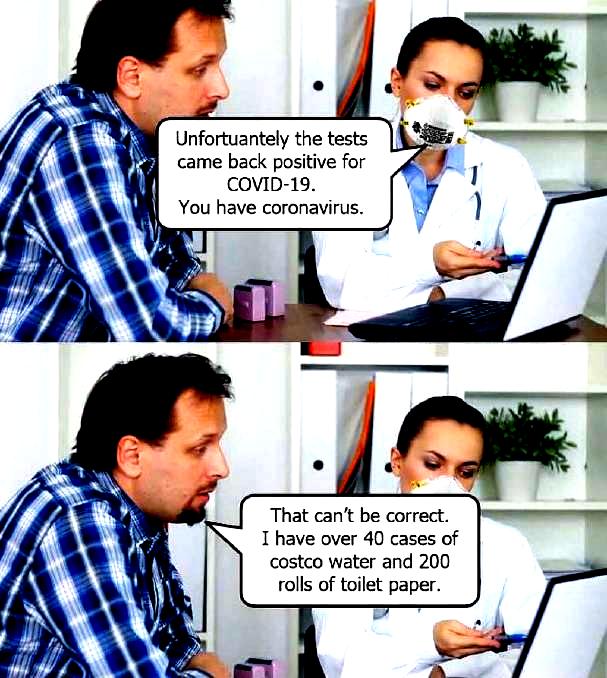 Unfortuantely the tests
came back positive for
COVID-19.
You have coronavirus.
That can't be correct.
I have over 40 cases of
costco water and 200
rolls of toilet paper.